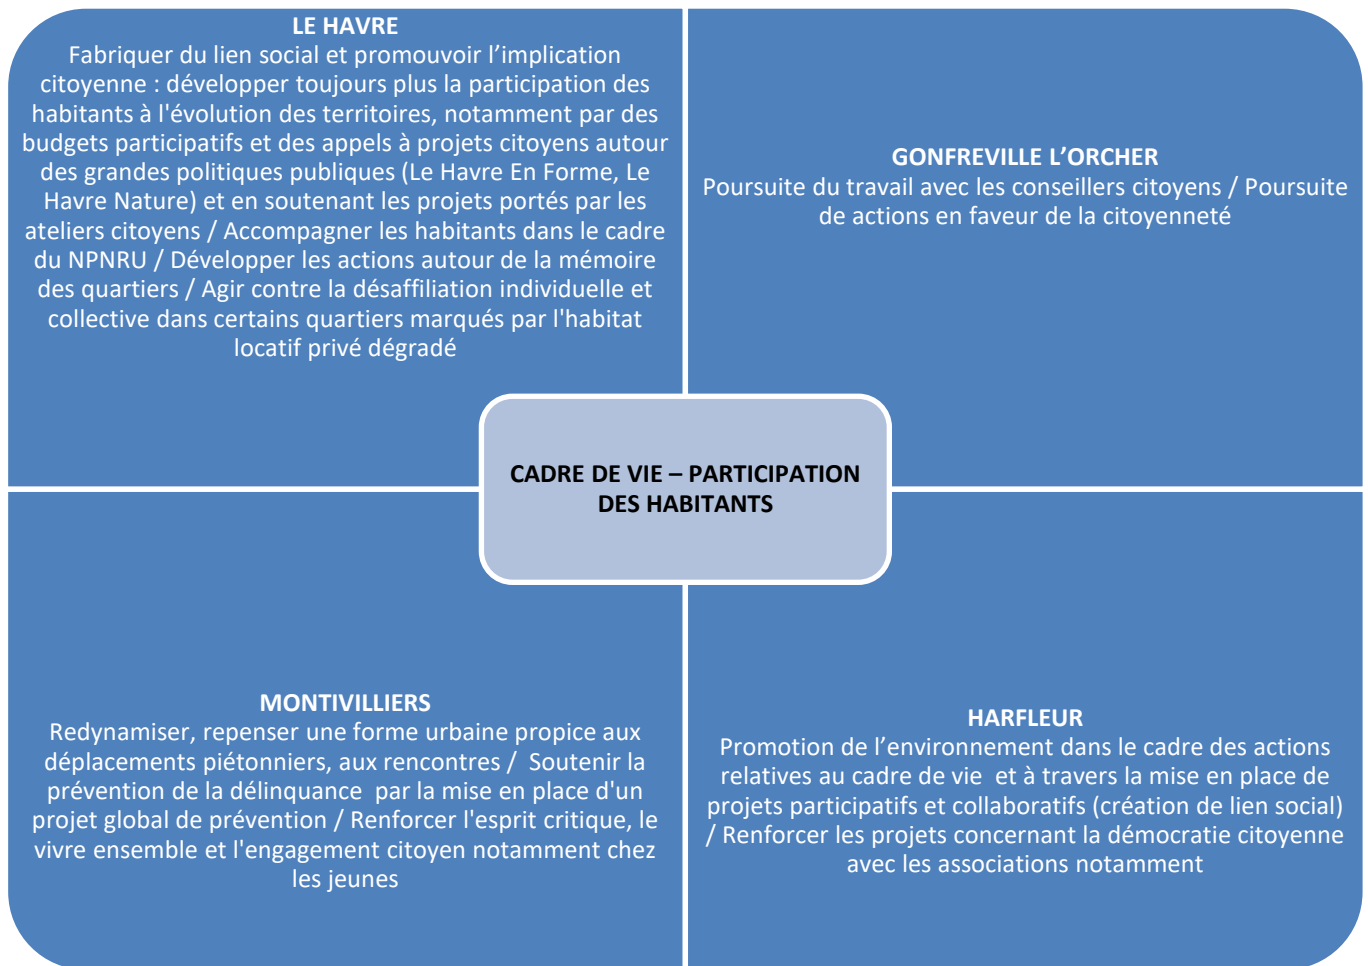 LE HAVRE
Fabriquer du lien social et promouvoir l’implication
citoyenne : développer toujours plus la participation des
habitants à l'évolution des territoires, notamment par des
budgets participatifs et des appels à projets citoyens autour
des grandes politiques publiques (Le Havre En Forme, Le
Havre Nature) et en soutenant les projets portés par les
ateliers citoyens / Accompagner les habitants dans le cadre
du NPNRU / Développer les actions autour de la mémoire
des quartiers / Agir contre la désaffiliation individuelle et
collective dans certains quartiers marqués par l'habitat
locatif privé dégradé
GONFREVILLE L’ORCHER
Poursuite du travail avec les conseillers citoyens / Poursuite
de actions en faveur de la citoyenneté
CADRE DE VIE – PARTICIPATION
DES HABITANTS
MONTIVILLIERS
Redynamiser, repenser une forme urbaine propice aux
déplacements piétonniers, aux rencontres / Soutenir la
prévention de la délinquance par la mise en place d'un
projet global de prévention / Renforcer l'esprit critique, le
vivre ensemble et l'engagement citoyen notamment chez
les jeunes
HARFLEUR
Promotion de l’environnement dans le cadre des actions
relatives au cadre de vie et à travers la mise en place de
projets participatifs et collaboratifs (création de lien social)
/ Renforcer les projets concernant la démocratie citoyenne
avec les associations notamment